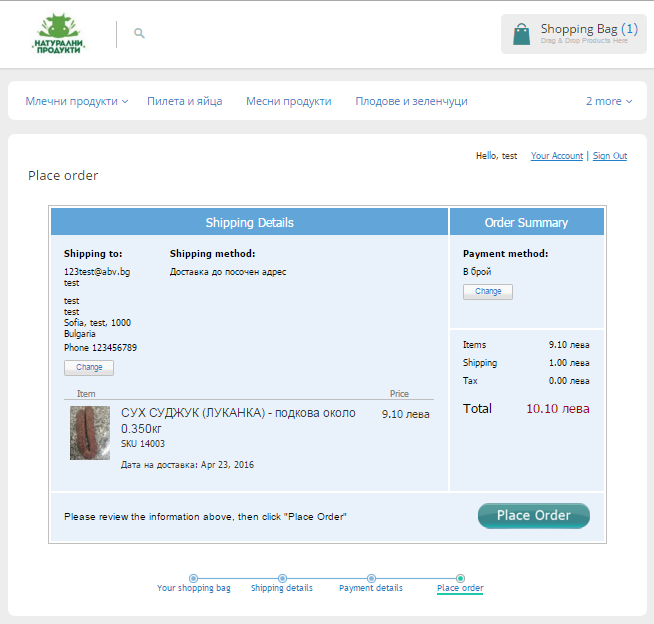 НАТУРАЛНИ
ПРОДУКТИ
Shopping Bag (1)
Drag & Drop Products Here
Млечни продукти
Пилета и яйца
Месни продукти
Плодове и зеленчуци
2 more
Hello, test
Your Account | Sign Out
Place order
Shipping Details
Order Summary
Shipping to:
123test@abv.bg
test
test
test
Sofia, test, 1000
Bulgaria
Phone 123456789
Change
Shipping method:
Доставка до посочен адрес
Payment method:
В брой
Change
Item Price
СУХ СУДЖУК (ЛУКАНКА) - подкова около
0.350кг
9.10 лева
SKU 14003
Дата на доставка: Apr 23, 2016
Items 9.10 лева
Shipping 1.00 лева
Tax 0.00 лева
Total 10.10 лева
Please review the information above, then click "Place Order"
Place Order
Your shopping bag
Shipping details
Payment details
Place order